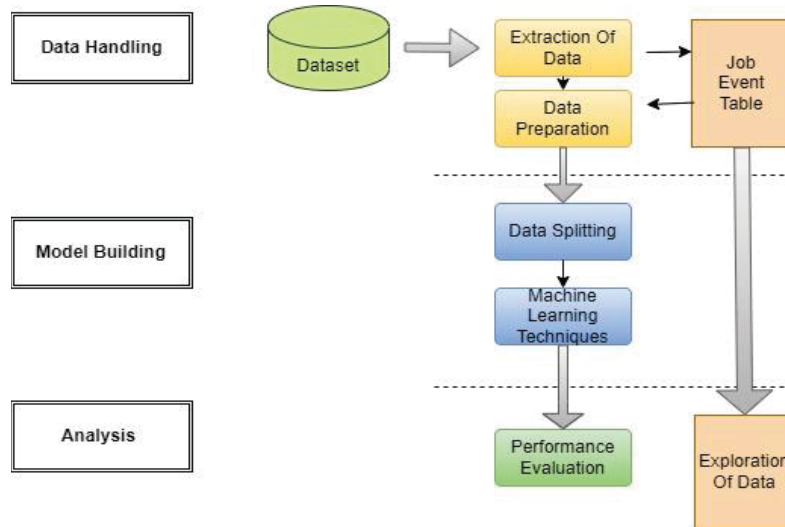 Data Handling
Dataset
Extraction Of
Data
Data
Preparation
Job
Event
Table
Model Building
Data Splitting
Machine
Learning
Techniques
Analysis
Performance
Evaluation
Exploration
Of Data